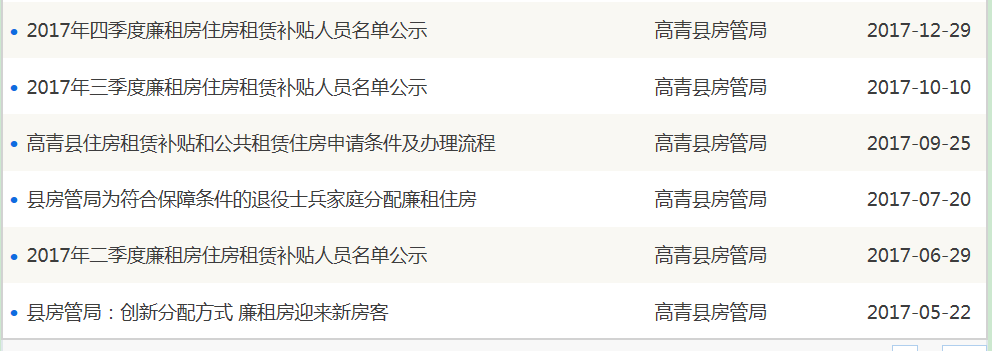 2017年四季度廉租房住房租赁补贴人员名单公示 高青县房管局 2017-12-29
2017年三季度廉租房住房租赁补贴人员名单公示 高青县房管局 2017-10-10
高青县住房租赁补贴和公共租赁住房申请条件及办理流程 高青县房管局 2017-09-25
县房管局为符合保障条件的退役士兵家庭分配廉租住房 高青县房管局 2017-07-20
2017年二季度廉租房住房租赁补贴人员名单公示 高青县房管局 2017-06-29
县房管局：创新分配方式 廉租房迎来新房客 高青县房管局 2017-05-22